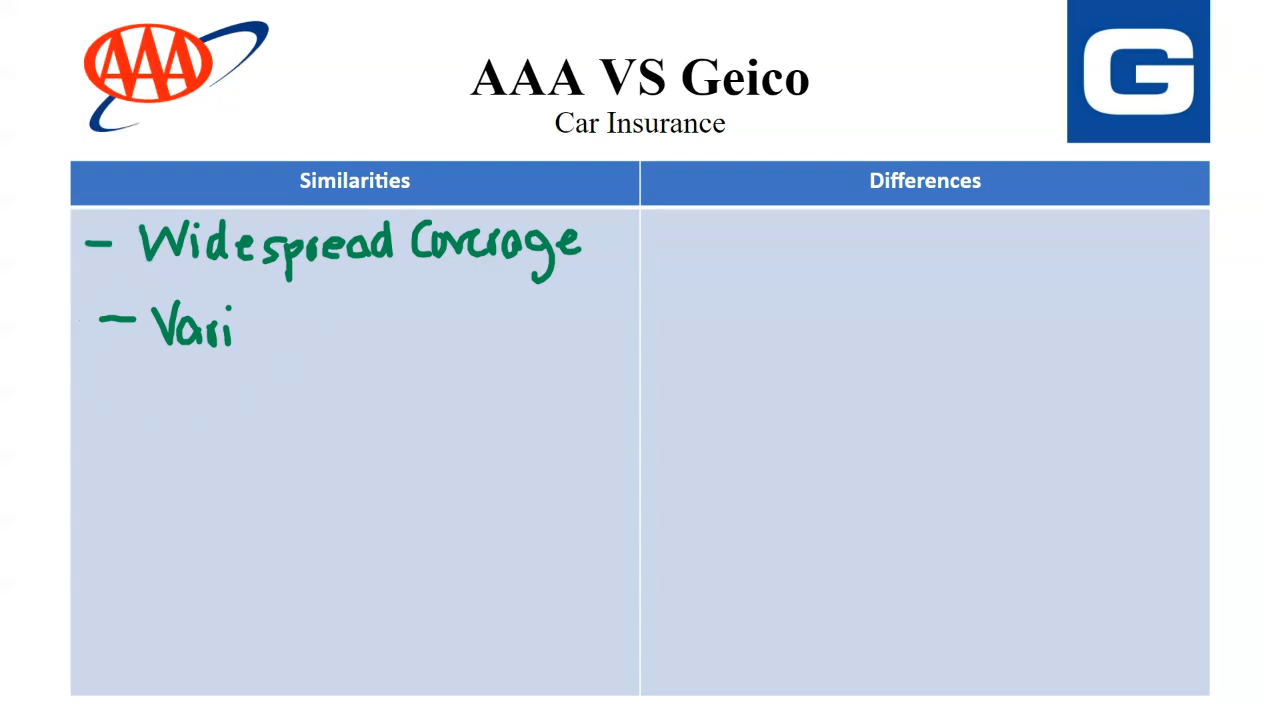 AAA
AAA VS Geico
G
Car Insurance
Similarities
Differences
- Widespread Coverage
- Vari